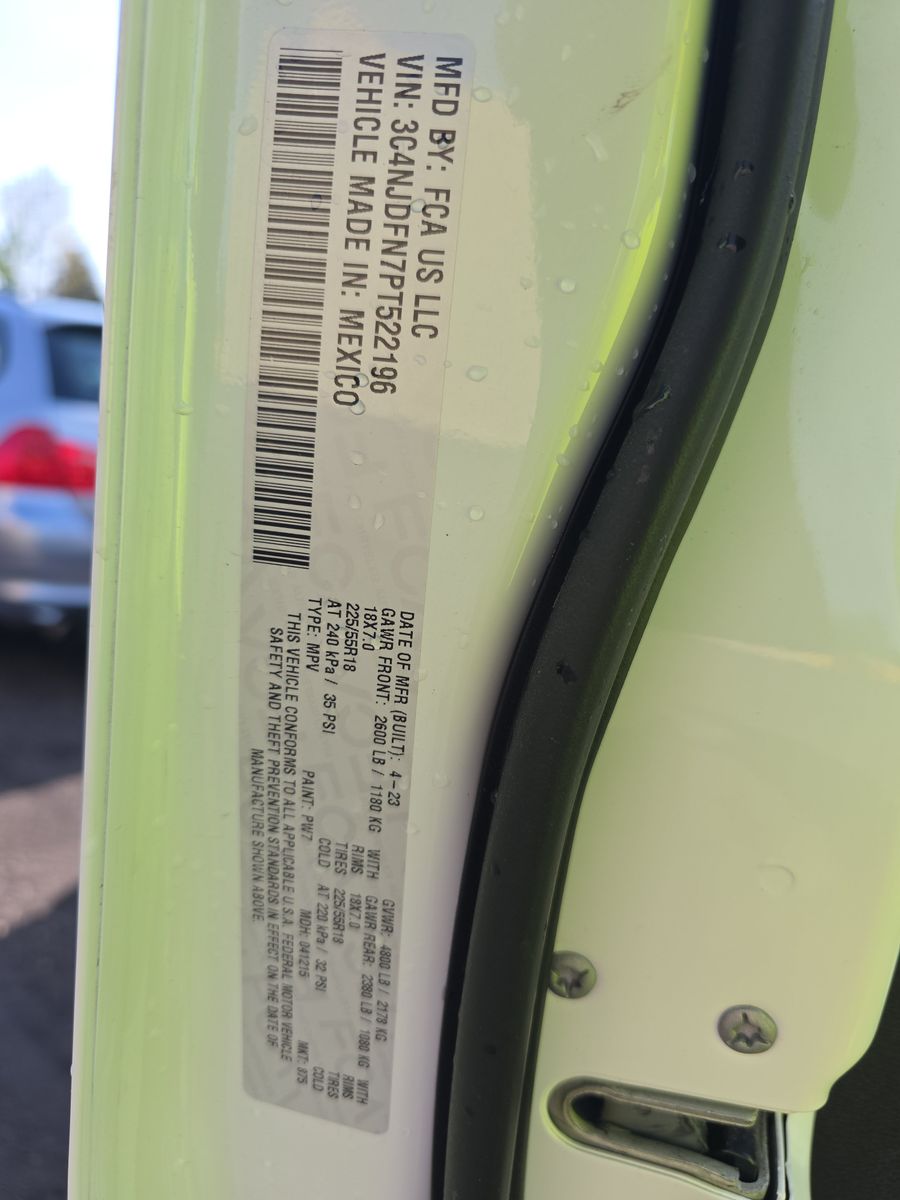 MFD BY: FCA US LLC
VIN: 3C4NJDFN7PT522196
VEHICLE MADE IN: MEXICO
DATE OF MFR (BUILT): 4-23 GVWR: 4800 LB / 2178 KG
GAWR FRONT: 2600 LB / 1180 KG WITH GAWR REAR: 2380 LB / 1080 KG WITH
18X7.0 RIMS 18X7.0 RIMS
225/55R18 TIRES 225/55R18 TIRES
AT 240 kPa / 35 PSI COLD AT 220 kPa / 32 PSI COLD
TYPE: MPV PAINT: PW7 MDH: 041215 MKT: 875
THIS VEHICLE CONFORMS TO ALL APPLICABLE U.S.A. FEDERAL MOTOR VEHICLE
SAFETY AND THEFT PREVENTION STANDARDS IN EFFECT ON THE DATE OF
MANUFACTURE SHOWN ABOVE.